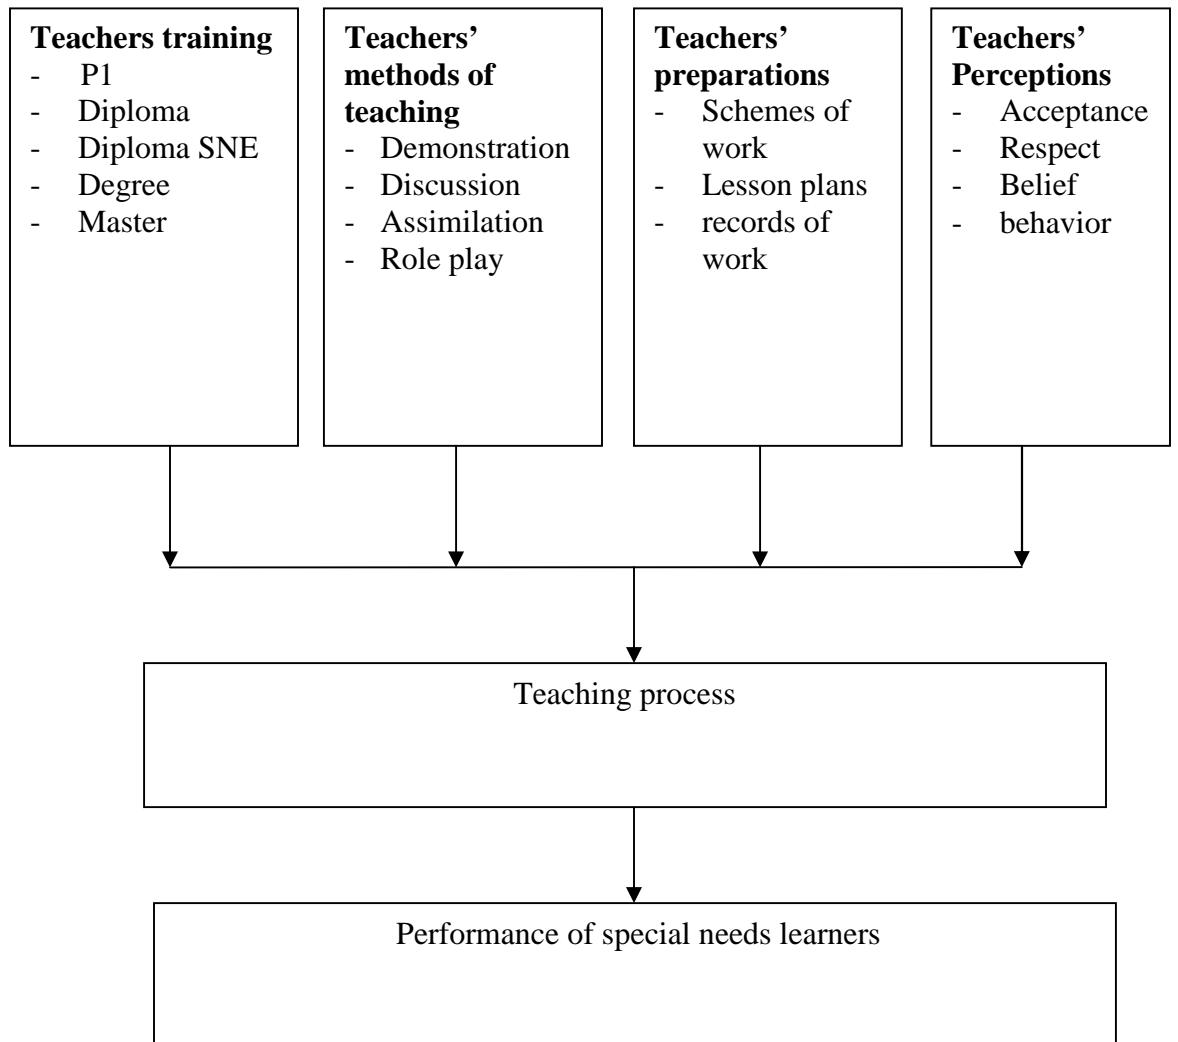 Teachers training
- P1
- Diploma
- Diploma SNE
- Degree
- Master
Teachers’
methods of
teaching
- Demonstration
- Discussion
- Assimilation
- Role play
Teachers’
preparations
- Schemes of
work
- Lesson plans
- records of
work
Teachers’
Perceptions
- Acceptance
- Respect
- Belief
- behavior
Teaching process
Performance of special needs learners